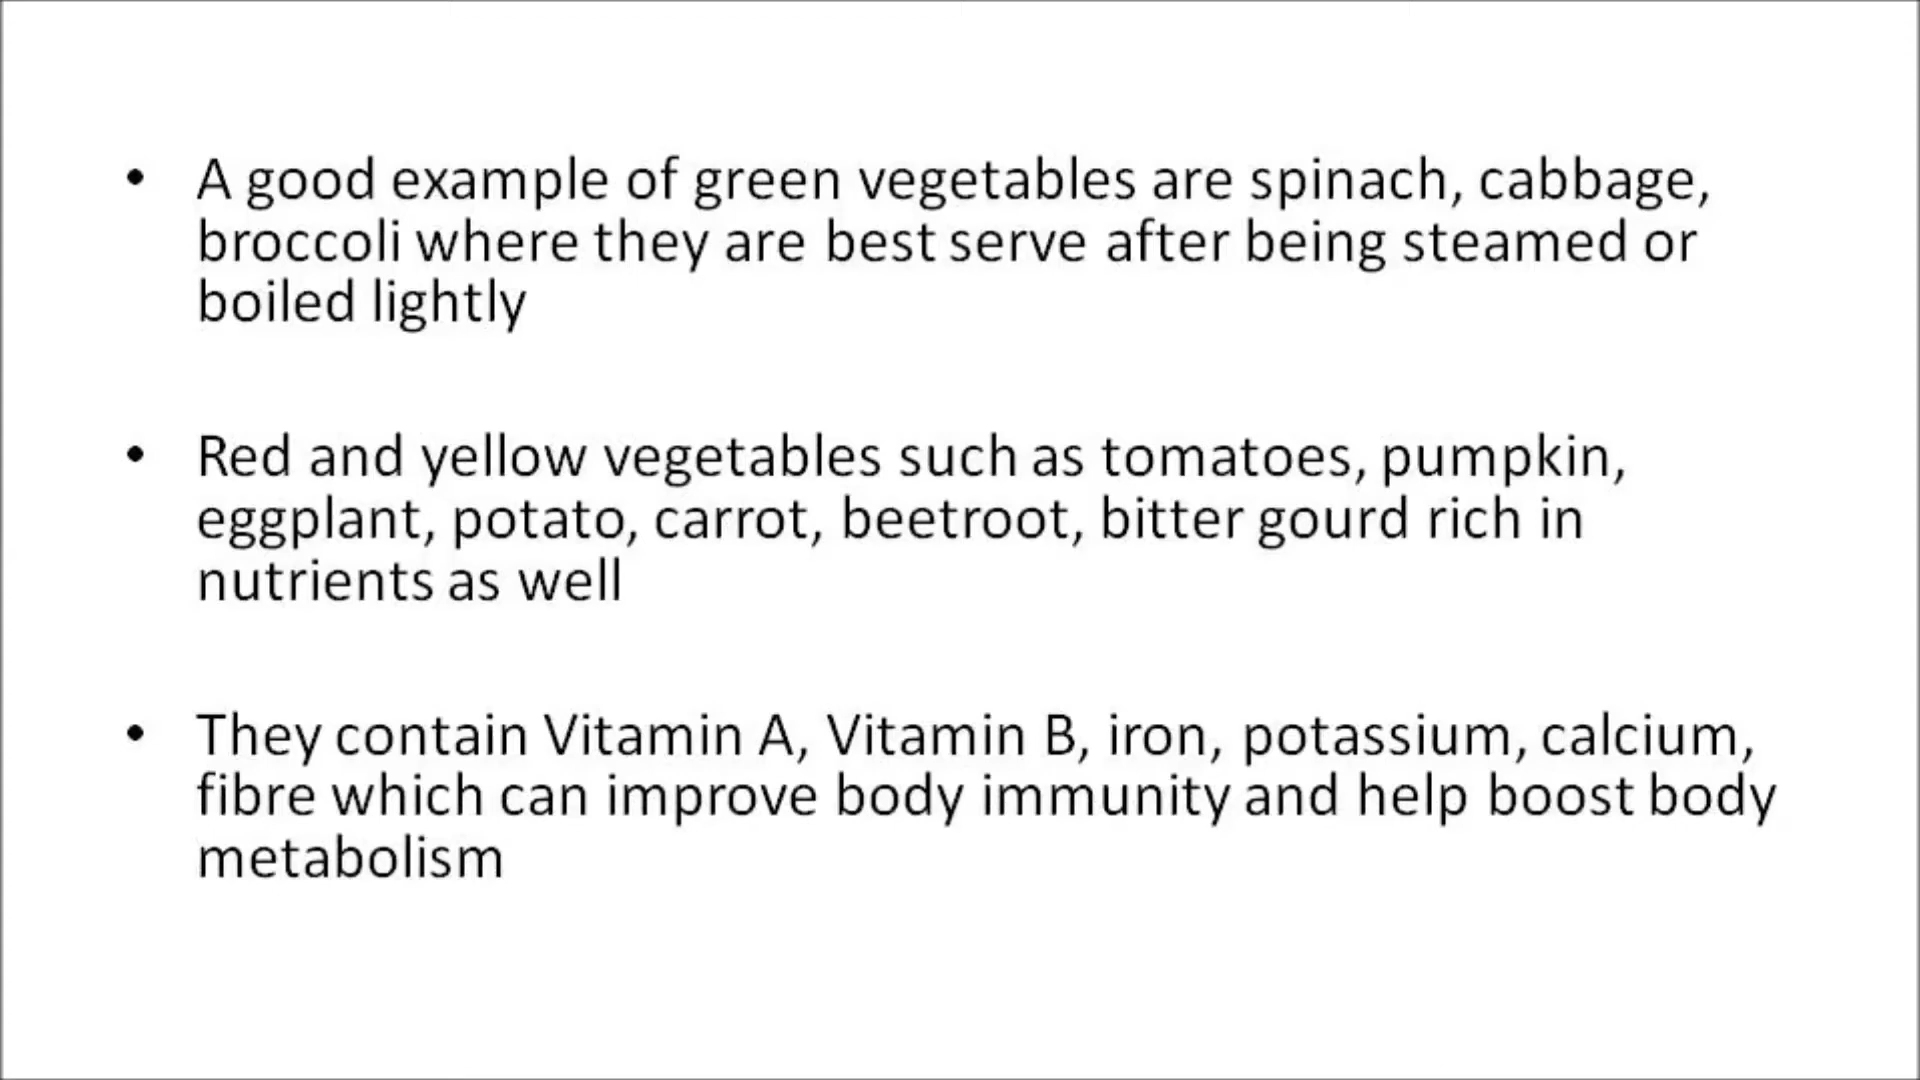 • A good example of green vegetables are spinach, cabbage,
broccoli where they are best serve after being steamed or
boiled lightly
• Red and yellow vegetables such as tomatoes, pumpkin,
eggplant, potato, carrot, beetroot, bitter gourd rich in
nutrients as well
• They contain Vitamin A, Vitamin B, iron, potassium, calcium,
fibre which can improve body immunity and help boost body
metabolism